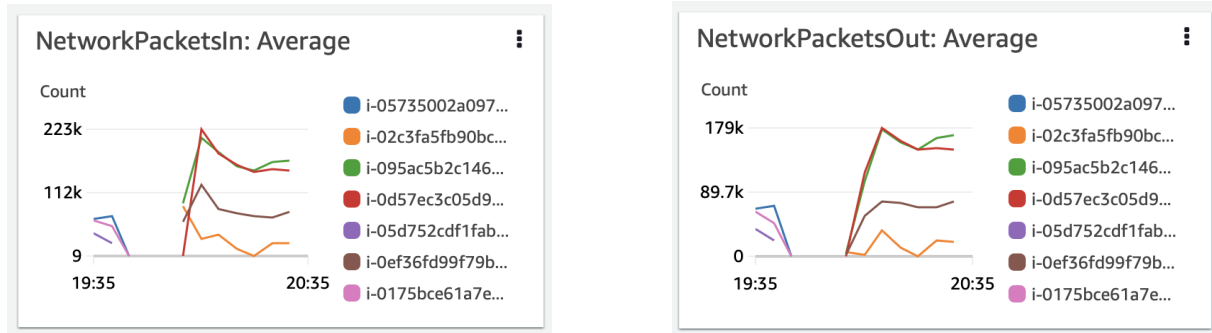 NetworkPacketsIn: Average
Count
223k
112k
9
19:35
20:35
i-05735002a097...
i-02c3fa5fb90bc...
i-095ac5b2c146...
i-0d57ec3c05d9...
i-05d752cdf1fab...
i-0ef36fd99f79b...
i-0175bce61a7e...
NetworkPacketsOut: Average
Count
179k
89.7k
0
19:35
20:35
i-05735002a097...
i-02c3fa5fb90bc...
i-095ac5b2c146...
i-0d57ec3c05d9...
i-05d752cdf1fab...
i-0ef36fd99f79b...
i-0175bce61a7e...